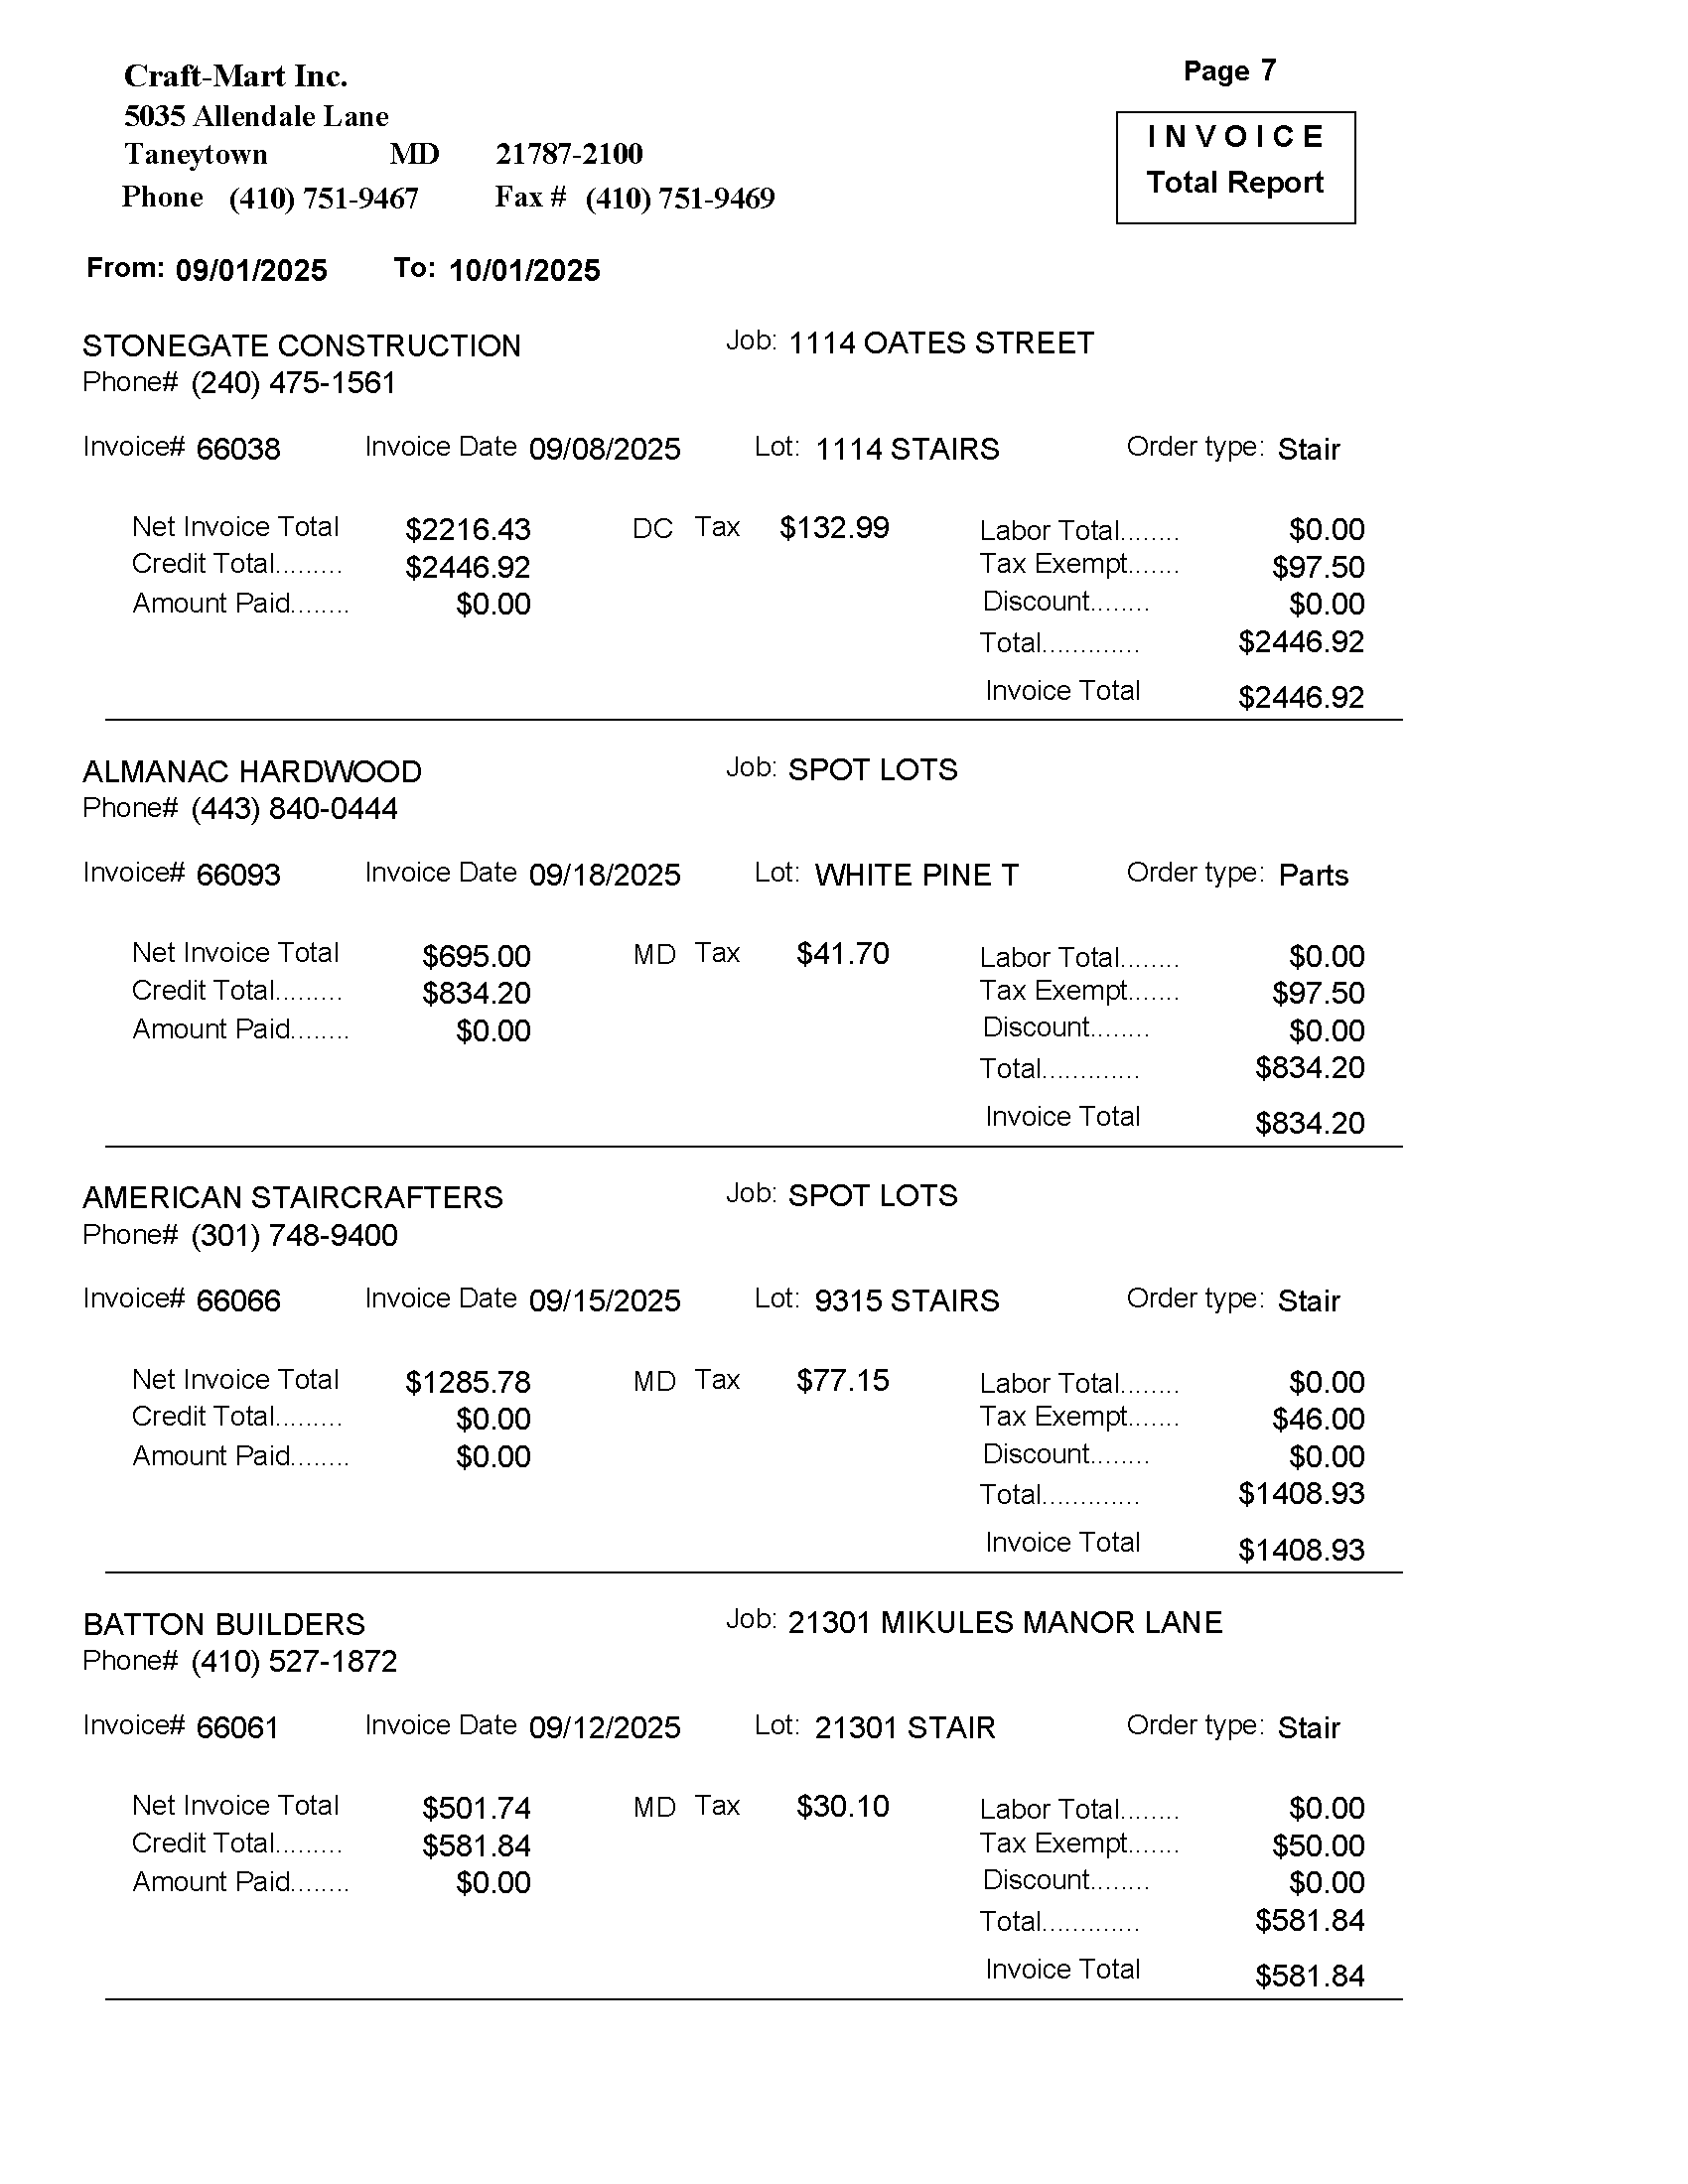 Craft-Mart Inc.
Page 7
5035 Allendale Lane
Taneytown MD 21787-2100
Phone (410) 751-9467 Fax # (410) 751-9469
I N V O I C E
Total Report
From: 09/01/2025 To: 10/01/2025
STONEGATE CONSTRUCTION Job: 1114 OATES STREET
Phone# (240) 475-1561
Invoice# 66038 Invoice Date 09/08/2025 Lot: 1114 STAIRS Order type: Stair
Net Invoice Total $2216.43 DC Tax $132.99 Labor Total........ $0.00
Credit Total......... $2446.92 Tax Exempt....... $97.50
Amount Paid........ $0.00 Discount........ $0.00
Total............. $2446.92
Invoice Total $2446.92
ALMANAC HARDWOOD Job: SPOT LOTS
Phone# (443) 840-0444
Invoice# 66093 Invoice Date 09/18/2025 Lot: WHITE PINE T Order type: Parts
Net Invoice Total $695.00 MD Tax $41.70 Labor Total........ $0.00
Credit Total......... $834.20 Tax Exempt....... $97.50
Amount Paid........ $0.00 Discount........ $0.00
Total............. $834.20
Invoice Total $834.20
AMERICAN STAIRCRAFTERS Job: SPOT LOTS
Phone# (301) 748-9400
Invoice# 66066 Invoice Date 09/15/2025 Lot: 9315 STAIRS Order type: Stair
Net Invoice Total $1285.78 MD Tax $77.15 Labor Total........ $0.00
Credit Total......... $0.00 Tax Exempt....... $46.00
Amount Paid........ $0.00 Discount........ $0.00
Total............. $1408.93
Invoice Total $1408.93
BATTON BUILDERS Job: 21301 MIKULES MANOR LANE
Phone# (410) 527-1872
Invoice# 66061 Invoice Date 09/12/2025 Lot: 21301 STAIR Order type: Stair
Net Invoice Total $501.74 MD Tax $30.10 Labor Total........ $0.00
Credit Total......... $581.84 Tax Exempt....... $50.00
Amount Paid........ $0.00 Discount........ $0.00
Total............. $581.84
Invoice Total $581.84